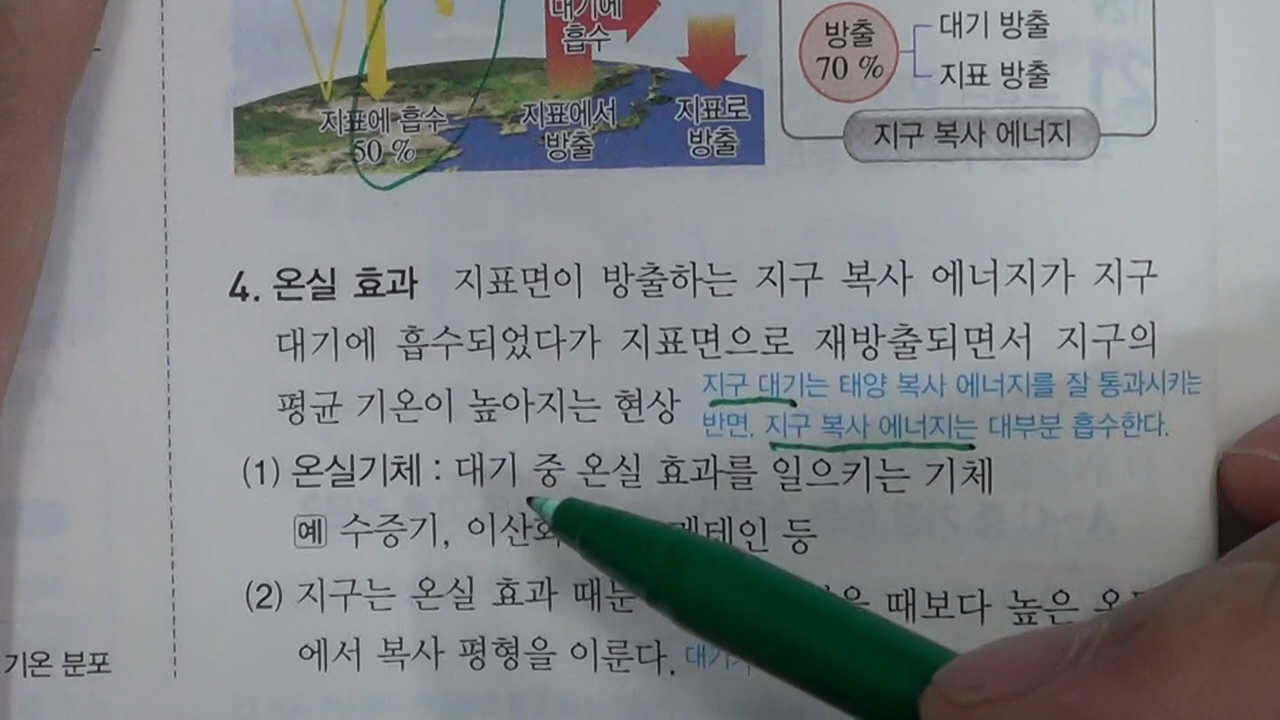 대기에
흡수
지표에 흡수
50 %
지표에서
방출
지표로
방출
방출
70 %
대기 방출
지표 방출
지구 복사 에너지
4. 온실 효과 지표면이 방출하는 지구 복사 에너지가 지구
대기에 흡수되었다가 지표면으로 재방출되면서 지구의
평균 기온이 높아지는 현상
지구 대기는 태양 복사 에너지를 잘 통과시키는
반면, 지구 복사 에너지는 대부분 흡수한다.
(1) 온실기체 : 대기 중 온실 효과를 일으키는 기체
예 수증기, 메테인 등
(2) 지구는 온실 효과 때보다 높은
에서 복사 평형을 이룬다.
기온 분포